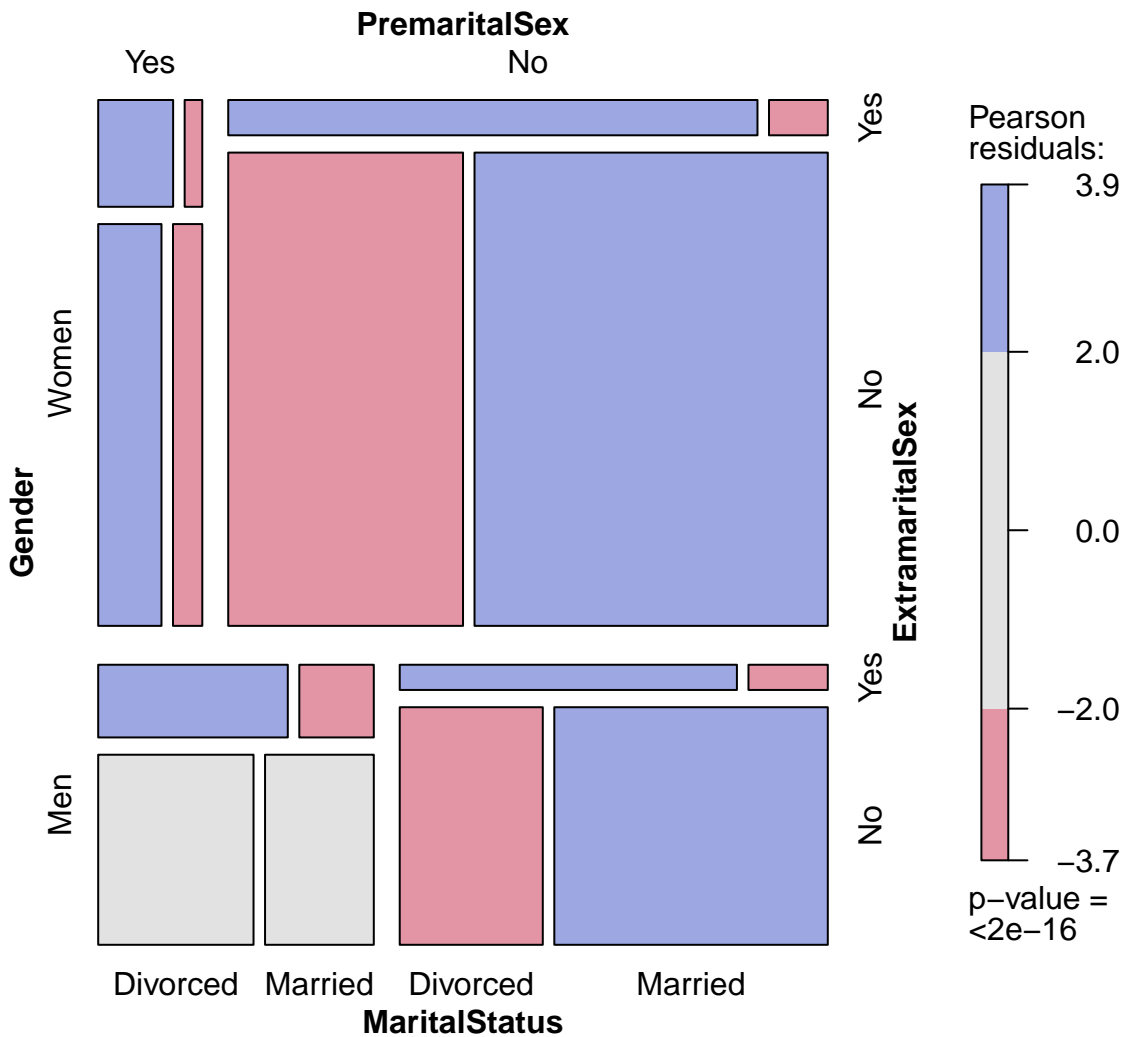 PremaritalSex
Yes No
Yes
Pearson
residuals:
3.9
2.0
0.0
−2.0
−3.7
p−value =
<2e−16
Women
No
Gender
ExtramaritalSex
Yes
Men
No
Divorced Married Divorced Married
MaritalStatus